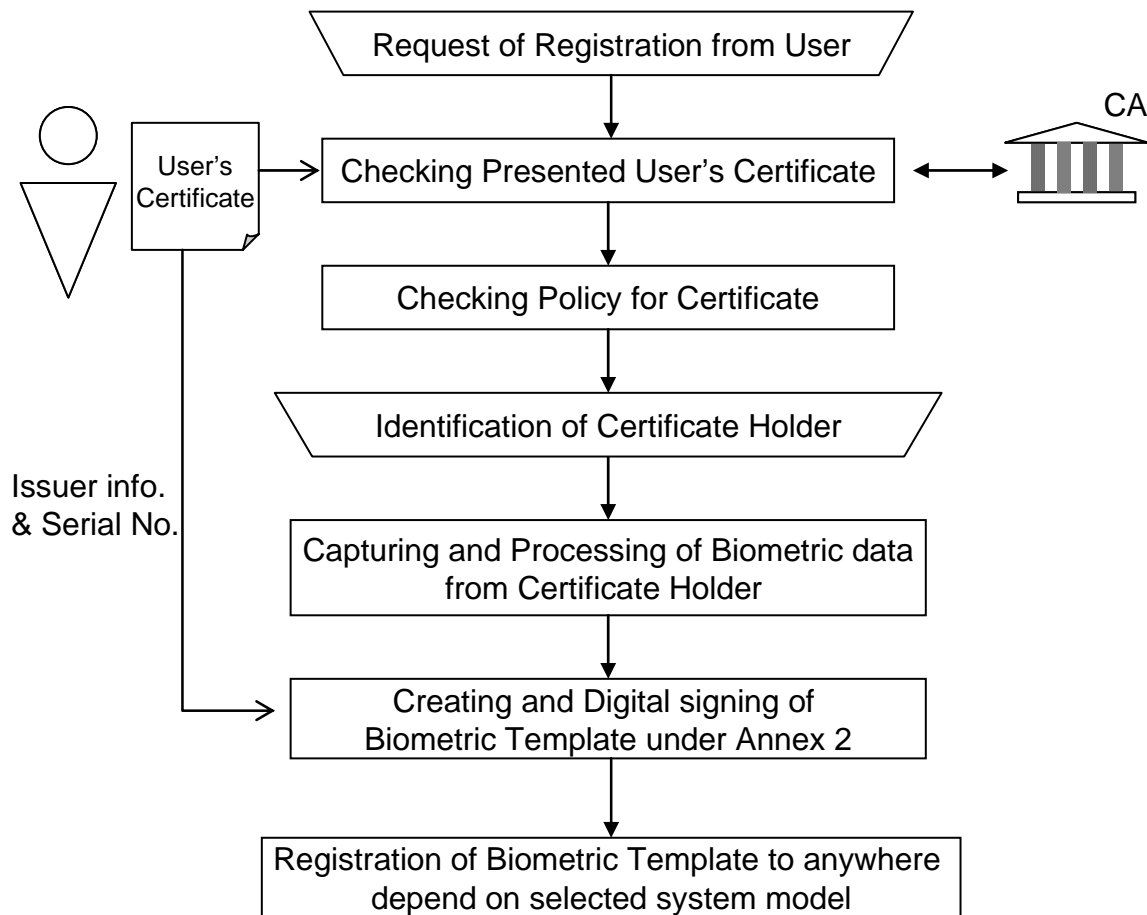 Request of Registration from User
CA
User's
Certificate
Checking Presented User's Certificate
Checking Policy for Certificate
Identification of Certificate Holder
Issuer info.
& Serial No.
Capturing and Processing of Biometric data
from Certificate Holder
Creating and Digital signing of
Biometric Template under Annex 2
Registration of Biometric Template to anywhere
depend on selected system model